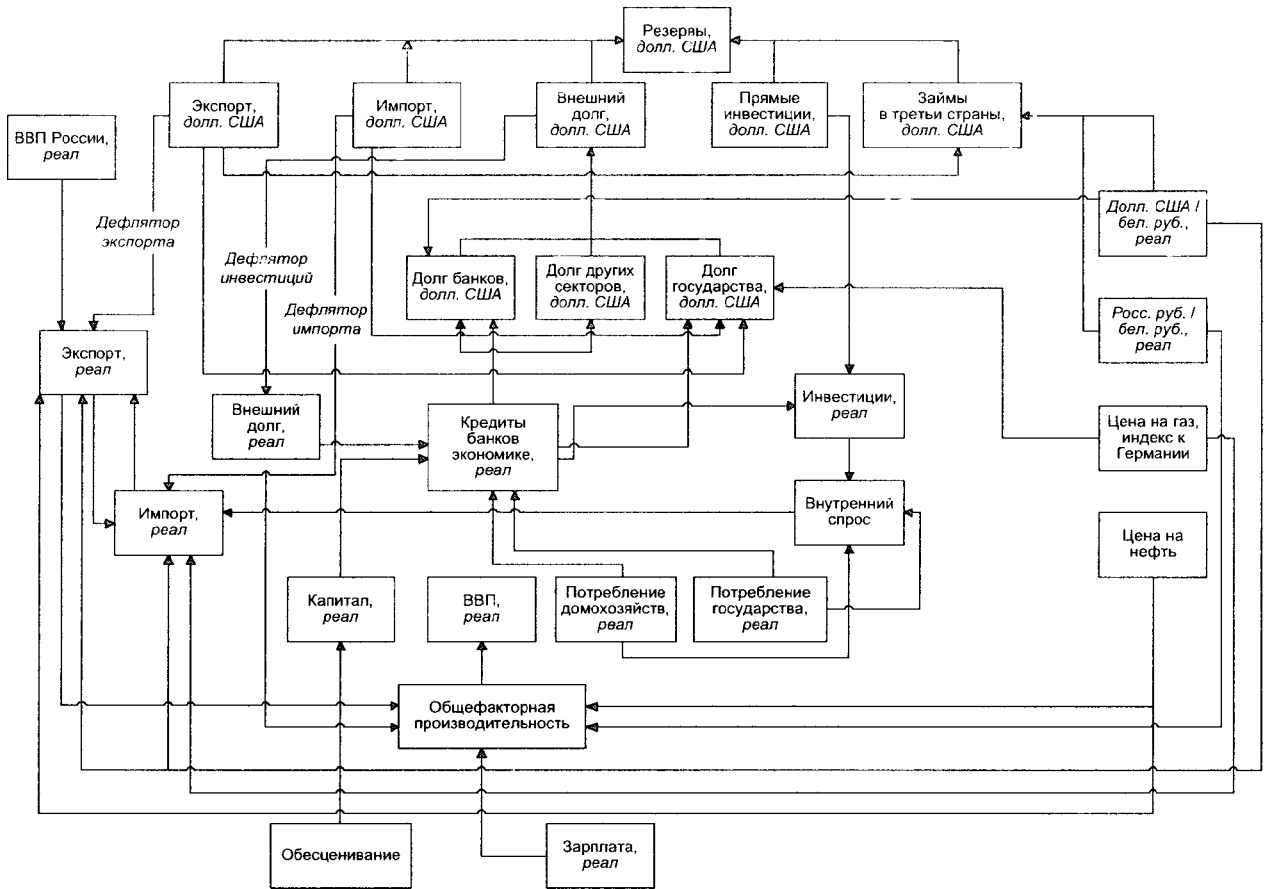 Резервы,
долл. США
Экспорт,
долл. США
Импорт,
долл. США
Внешний
долг,
долл. США
Прямые
инвестиции,
долл. США
Займы
в третьи страны,
долл. США
ВВП России,
реал
Дефлятор
экспорта
Дефлятор
инвестиций
Дефлятор
импорта
Долг банков,
долл. США
Долг других
секторов,
долл. США
Долг
государства,
долл. США
Долл. США /
бел. руб.,
реал
Росс. руб. /
бел. руб.,
реал
Экспорт,
реал
Внешний
долг,
реал
Кредиты
банков
экономике,
реал
Инвестиции,
реал
Цена на газ,
индекс к
Германии
Импорт,
реал
Внутренний
спрос
Цена на
нефть
Капитал,
реал
ВВП,
реал
Потребление
домохозяйств,
реал
Потребление
государства,
реал
Общефакторная
производительность
Обесценивание
Зарплата,
реал